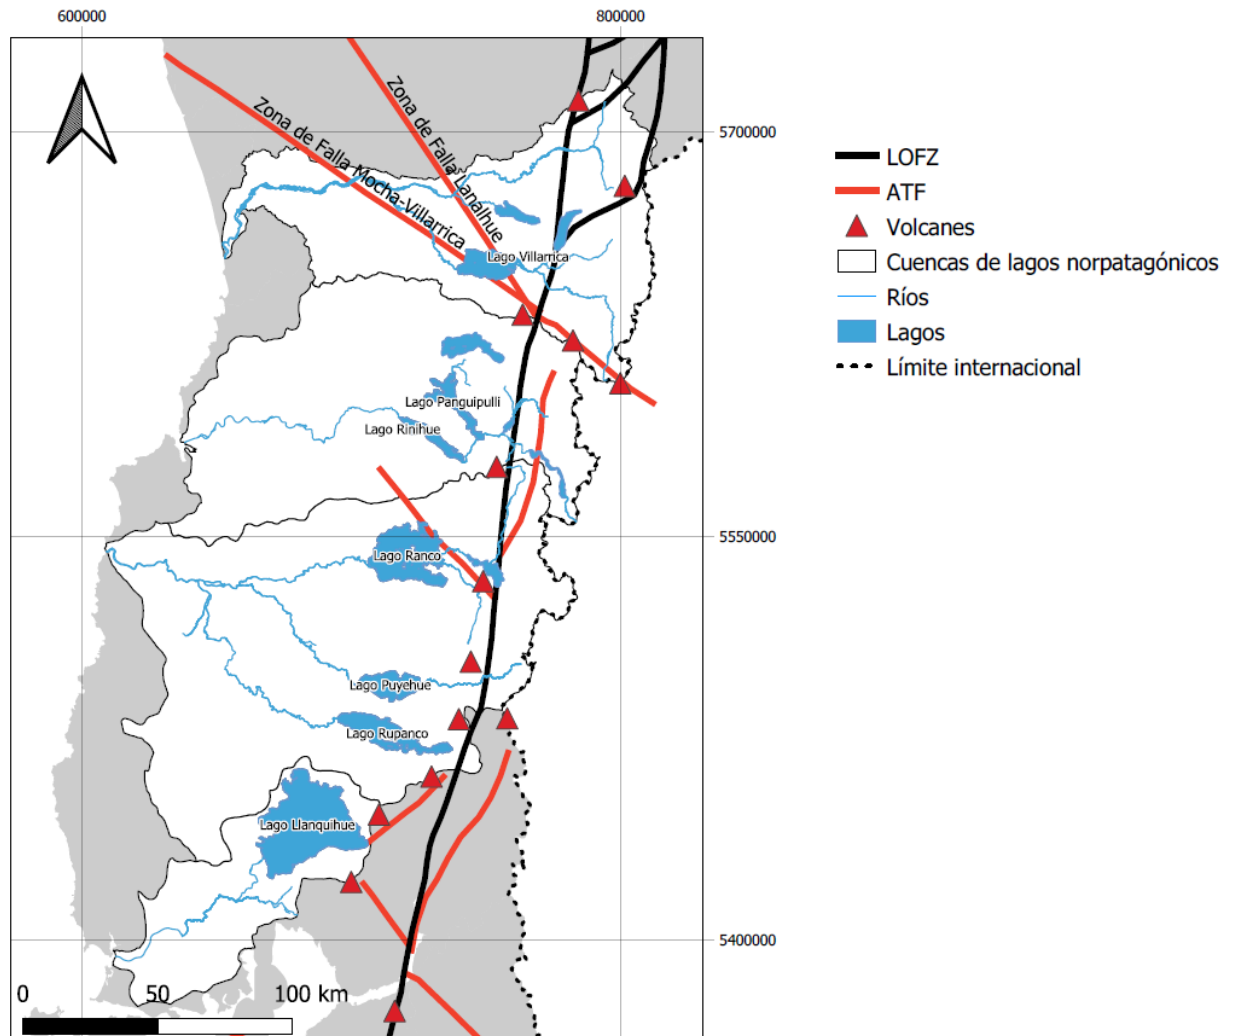 600000
800000
Zona de Falla Lanalhue
Zona de Falla Mocha-Villarrica
5700000
LOFZ
ATF
Volcanes
Cuencas de lagos norpatagónicos
Ríos
Lagos
Límite internacional
Lago Villarrica
Lago Panguipulli
Lago Rinihue
5550000
Lago Ranco
Lago Puyehue
Lago Rupanco
Lago Llanquihue
5400000
0 50 100 km